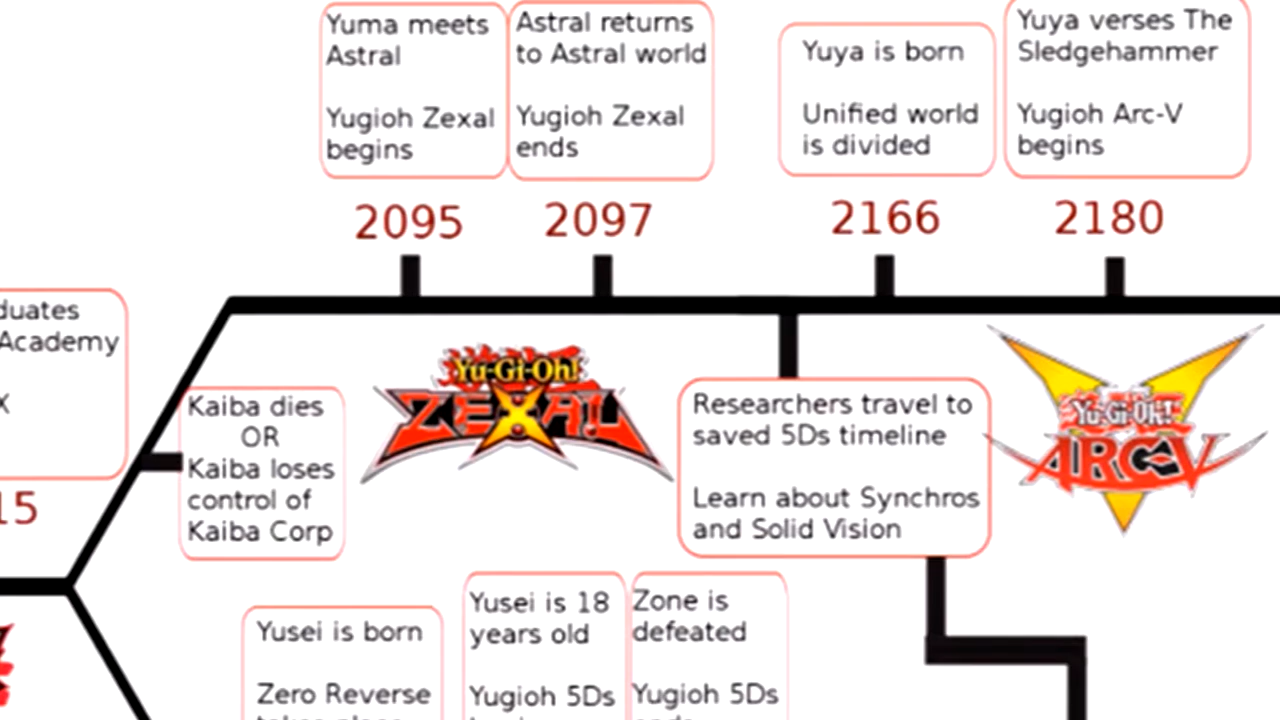 Yuma meets
Astral
Yugioh Zexal
begins
Astral returns
to Astral world
Yugioh Zexal
ends
Yuya is born
Unified world
is divided
Yuya verses The
Sledgehammer
Yugioh Arc-V
begins
2095
2097
2166
2180
Academy
15
Kaiba dies
OR
Kaiba loses
control of
Kaiba Corp
Yu-Gi-Oh!
ZEXAL
Researchers travel to
saved 5Ds timeline
Learn about Synchros
and Solid Vision
Yu-Gi-Oh!
ARC-V
Yusei is born
Zero Reverse
Yusei is 18
years old
Yugioh 5Ds
Zone is
defeated
Yugioh 5Ds